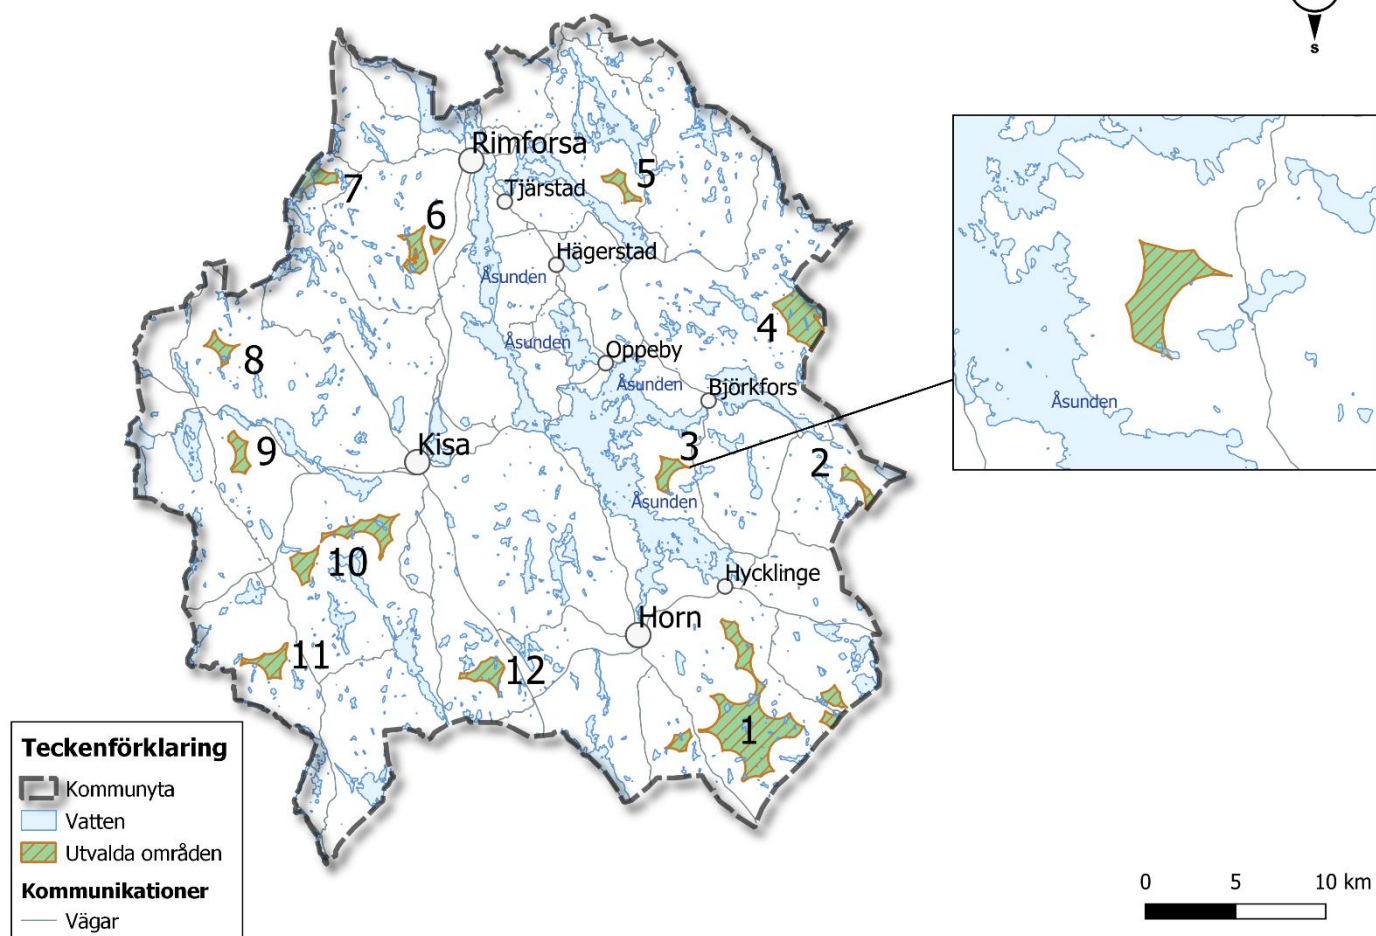 S
Rimforsa
Tjärstad
5
7
6
Hägerstad
Åsunden
4
Åsunden
Oppeby
8
Åsunden
Björkfors
Åsunden
Kisa
3
9
2
Åsunden
10
Hycklinge
Horn
11
12
1
Teckenförklaring
Kommunyta
Vatten
Utvalda områden
Kommunikationer
Vägar
0 5 10 km